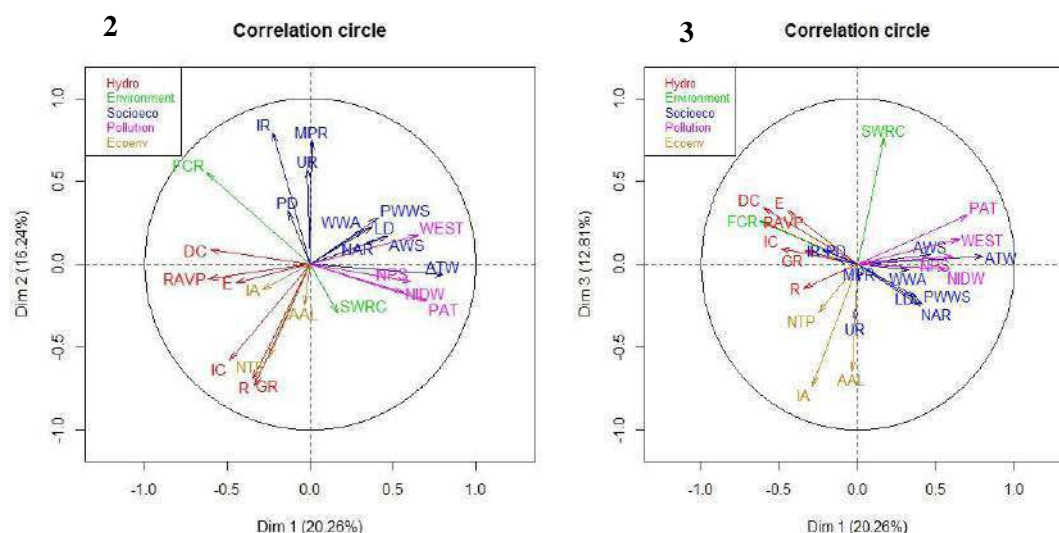 2
Correlation circle
Hydro
Environment
Socioeco
Pollution
Ecoenv
IR
MPR
UR
FCR
PD
PWWS
WWA
LD
WEST
NAR
AWS
DC
RAVP
E
IA
NPS
ATW
NIDW
PAT
SWRC
AAL
IC
NTP
R
GR
1.0
0.5
0.0
-0.5
-1.0
Dim 2 (16.24%)
-1.0
-0.5
0.0
0.5
1.0
Dim 1 (20.26%)
3
Correlation circle
Hydro
Environment
Socioeco
Pollution
Ecoenv
SWRC
DC
E
FCR
RAVP
PAT
IC
IR
PD
GR
AWS
WEST
ATW
NPS
MPR
WWA
NIDW
R
LD
PWWS
NAR
NTP
UR
AAL
IA
1.0
0.5
0.0
-0.5
-1.0
Dim 3 (12.81%)
-1.0
-0.5
0.0
0.5
1.0
Dim 1 (20.26%)